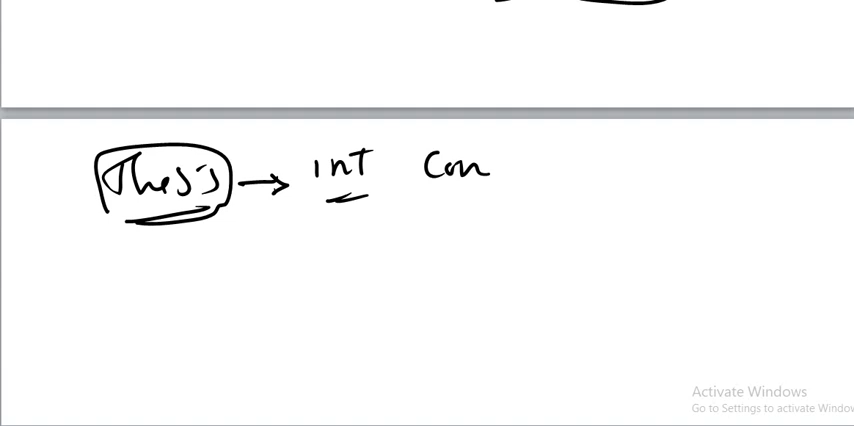 Thesis → int Con
Activate Windows
Go to Settings to activate Window